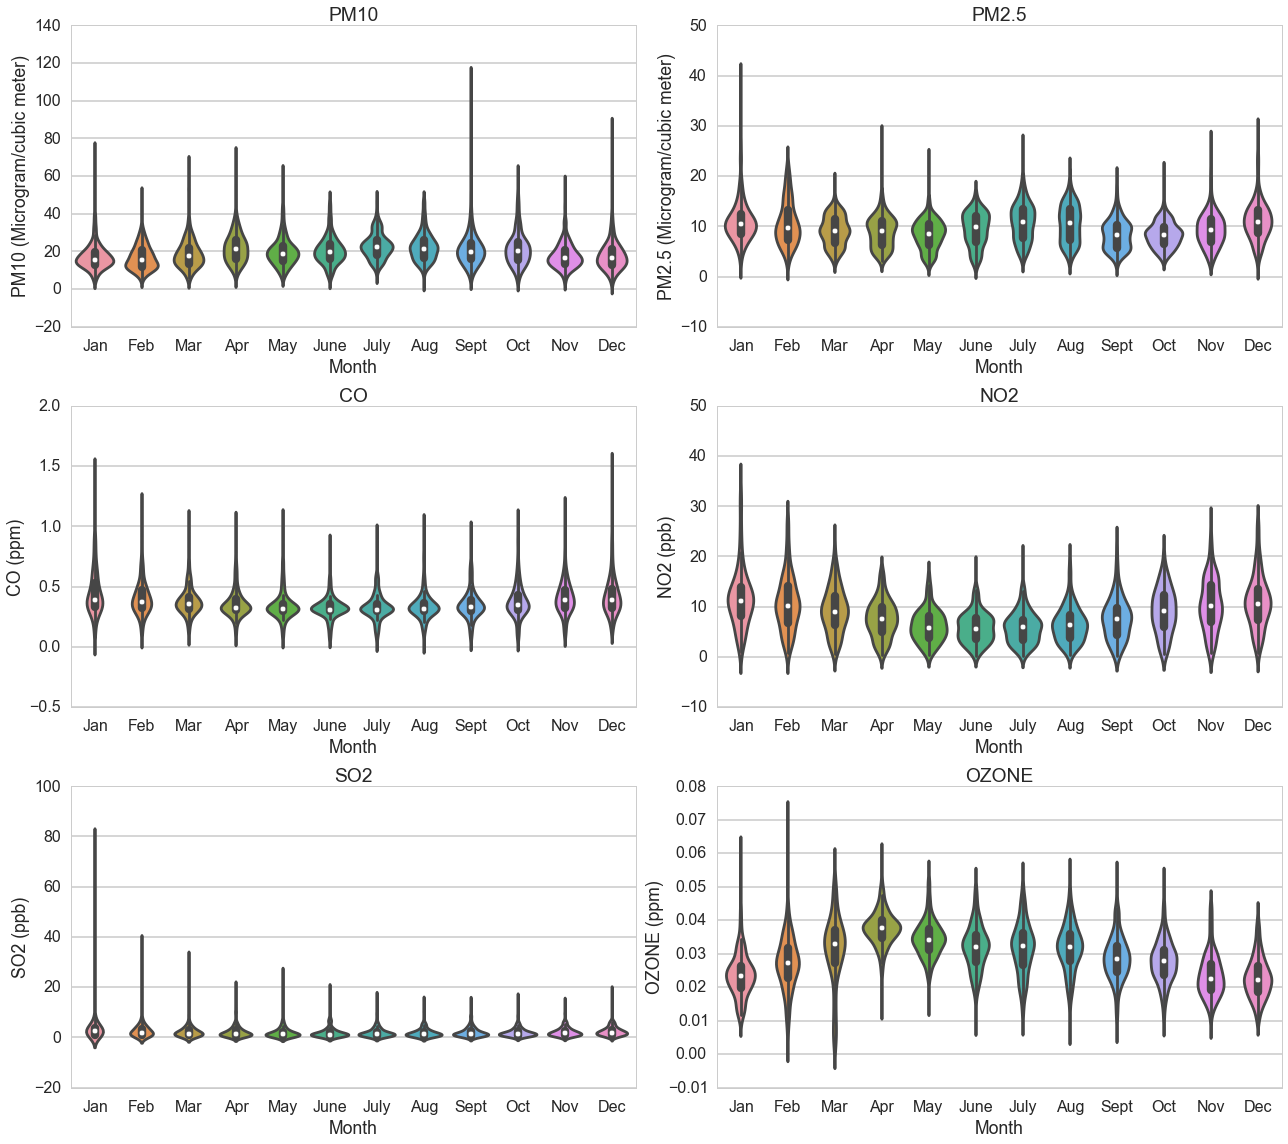 PM10
PM10 (Microgram/cubic meter)
140
120
100
80
60
40
20
0
−20
Jan Feb Mar Apr May June July Aug Sept Oct Nov Dec
Month
PM2.5
PM2.5 (Microgram/cubic meter)
50
40
30
20
10
0
−10
Jan Feb Mar Apr May June July Aug Sept Oct Nov Dec
Month
CO
CO (ppm)
2.0
1.5
1.0
0.5
0.0
−0.5
Jan Feb Mar Apr May June July Aug Sept Oct Nov Dec
Month
NO2
NO2 (ppb)
50
40
30
20
10
0
−10
Jan Feb Mar Apr May June July Aug Sept Oct Nov Dec
Month
SO2
SO2 (ppb)
100
80
60
40
20
0
−20
Jan Feb Mar Apr May June July Aug Sept Oct Nov Dec
Month
OZONE
OZONE (ppm)
0.08
0.07
0.06
0.05
0.04
0.03
0.02
0.01
0.00
−0.01
Jan Feb Mar Apr May June July Aug Sept Oct Nov Dec
Month